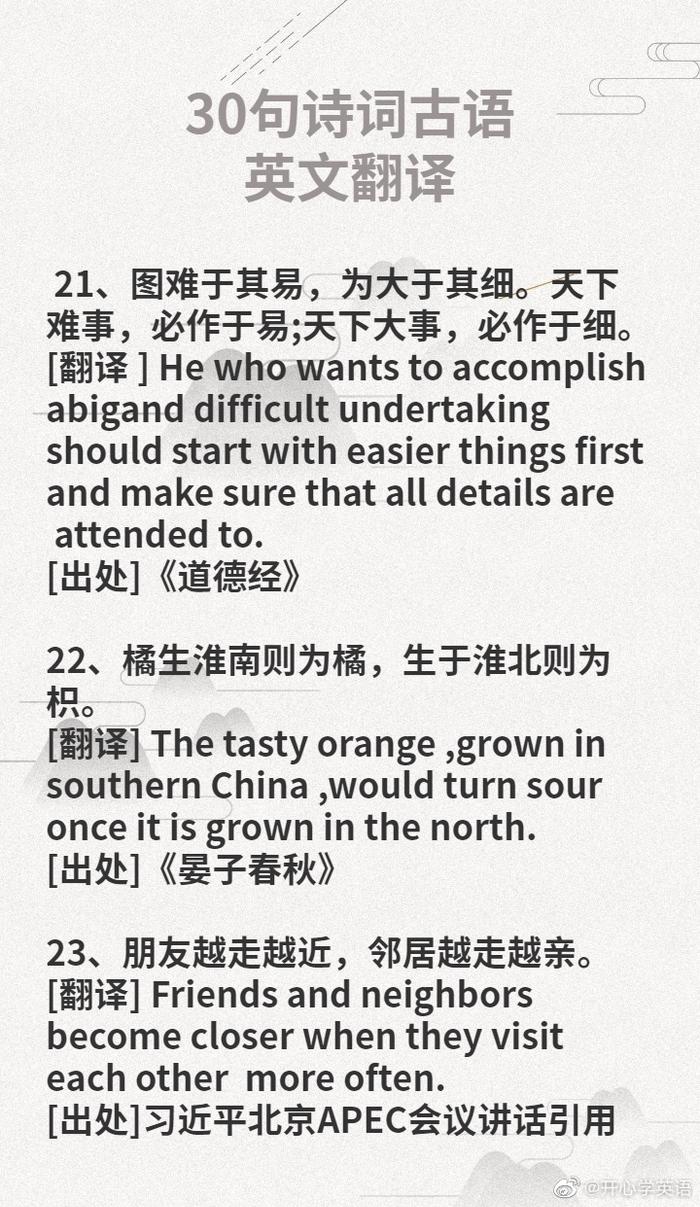 30句诗词古语
英文翻译
21、图难于其易，为大于其细。天下
难事，必作于易;天下大事，必作于细。
[翻译 ] He who wants to accomplish
abigand difficult undertaking
should start with easier things first
and make sure that all details are
attended to.
[出处]《道德经》
22、橘生淮南则为橘，生于淮北则为
枳。
[翻译] The tasty orange ,grown in
southern China ,would turn sour
once it is grown in the north.
[出处]《晏子春秋》
23、朋友越走越近，邻居越走越亲。
[翻译] Friends and neighbors
become closer when they visit
each other  more often.
[出处]习近平北京APEC会议讲话引用
@开心学英语